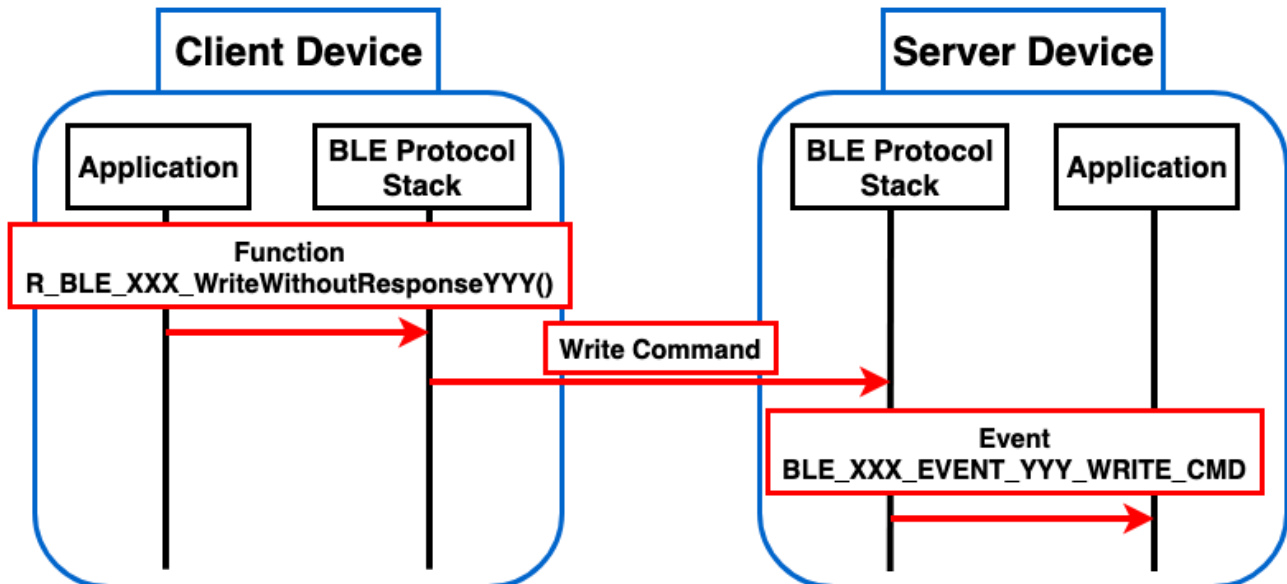 Client Device
Server Device
Application
BLE Protocol
Stack
BLE Protocol
Stack
Application
Function
R_BLE_XXX_WriteWithoutResponseYYY()
Write Command
Event
BLE_XXX_EVENT_YYY_WRITE_CMD